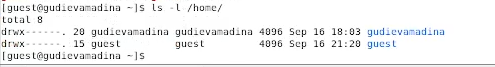 [guest@gudievamadina ~]$ ls -l /home/
total 8
drwx------. 20 gudievamadina gudievamadina 4096 Sep 16 18:03 gudievamadina
drwx------. 15 guest         guest         4096 Sep 16 21:20 guest
[guest@gudievamadina ~]$